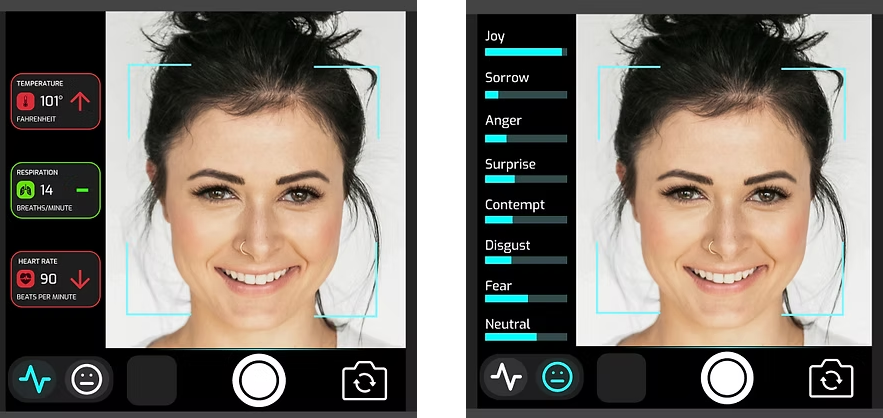 TEMPERATURE
101°
FAHRENHEIT
RESPIRATION
14
BREATHS/MINUTE
HEART RATE
90
BEATS PER MINUTE
Joy
Sorrow
Anger
Surprise
Contempt
Disgust
Fear
Neutral